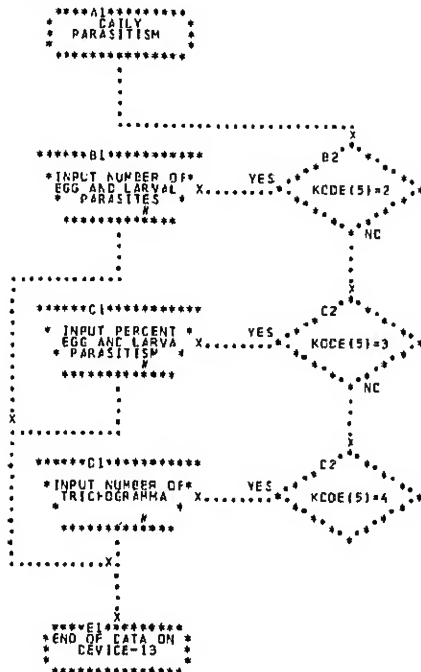 A1
DAILY
PARASITISM
B1
INPUT NUMBER OF
EGG AND LARVAL
PARASITES
YES
B2
KODE(5)=2
NO
C1
INPUT PERCENT
EGG AND LARVA
PARASITISM
YES
C2
KODE(5)=3
NO
D1
INPUT NUMBER OF
TRICHOGRAMMA
YES
D2
KODE(5)=4
E1
END OF DATA ON
DEVICE-13